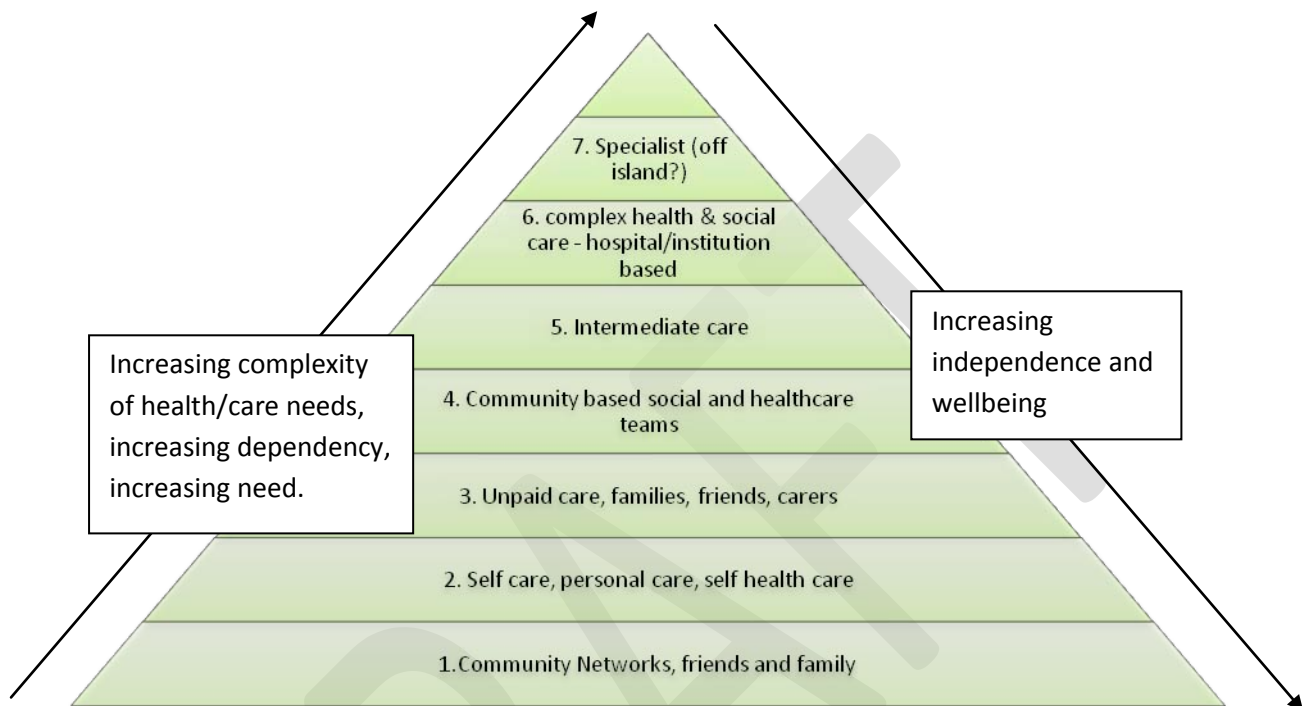 7. Specialist (off
island?)
6. complex health & social
care - hospital/institution
based
5. Intermediate care
4. Community based social and healthcare
teams
3. Unpaid care, families, friends, carers
2. Self care, personal care, self health care
1.Community Networks, friends and family
Increasing complexity
of health/care needs,
increasing dependency,
increasing need.
Increasing
independence and
wellbeing
DRAFT